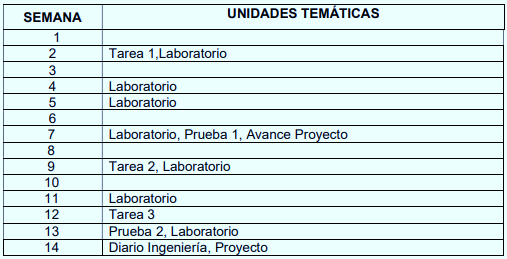 SEMANA UNIDADES TEMÁTICAS
1
2 Tarea 1,Laboratorio
3
4 Laboratorio
5 Laboratorio
6
7 Laboratorio, Prueba 1, Avance Proyecto
8
9 Tarea 2, Laboratorio
10
11 Laboratorio
12 Tarea 3
13 Prueba 2, Laboratorio
14 Diario Ingeniería, Proyecto